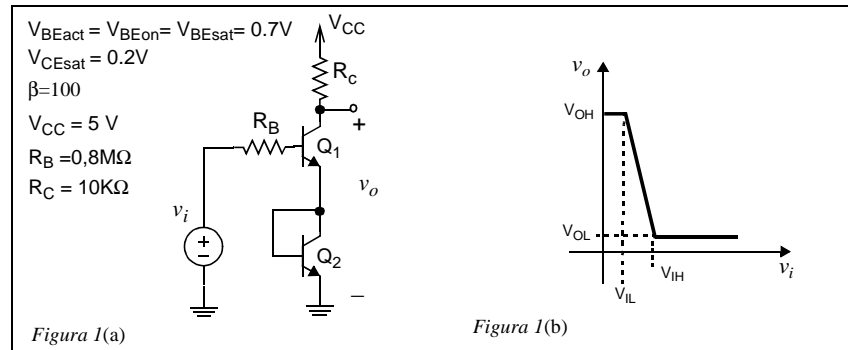 V_BEact = V_BEon= V_BEsat= 0.7V
V_CEsat= 0.2V
β=100
V_CC = 5 V
R_B =0,8MΩ
R_C = 10KΩ
V_CC
R_c
+
R_B
Q_1
v_o
v_i
+
−
Q_2
−
Figura 1(a)
v_o
V_OH
V_OL
V_IH
v_i
V_IL
Figura 1(b)